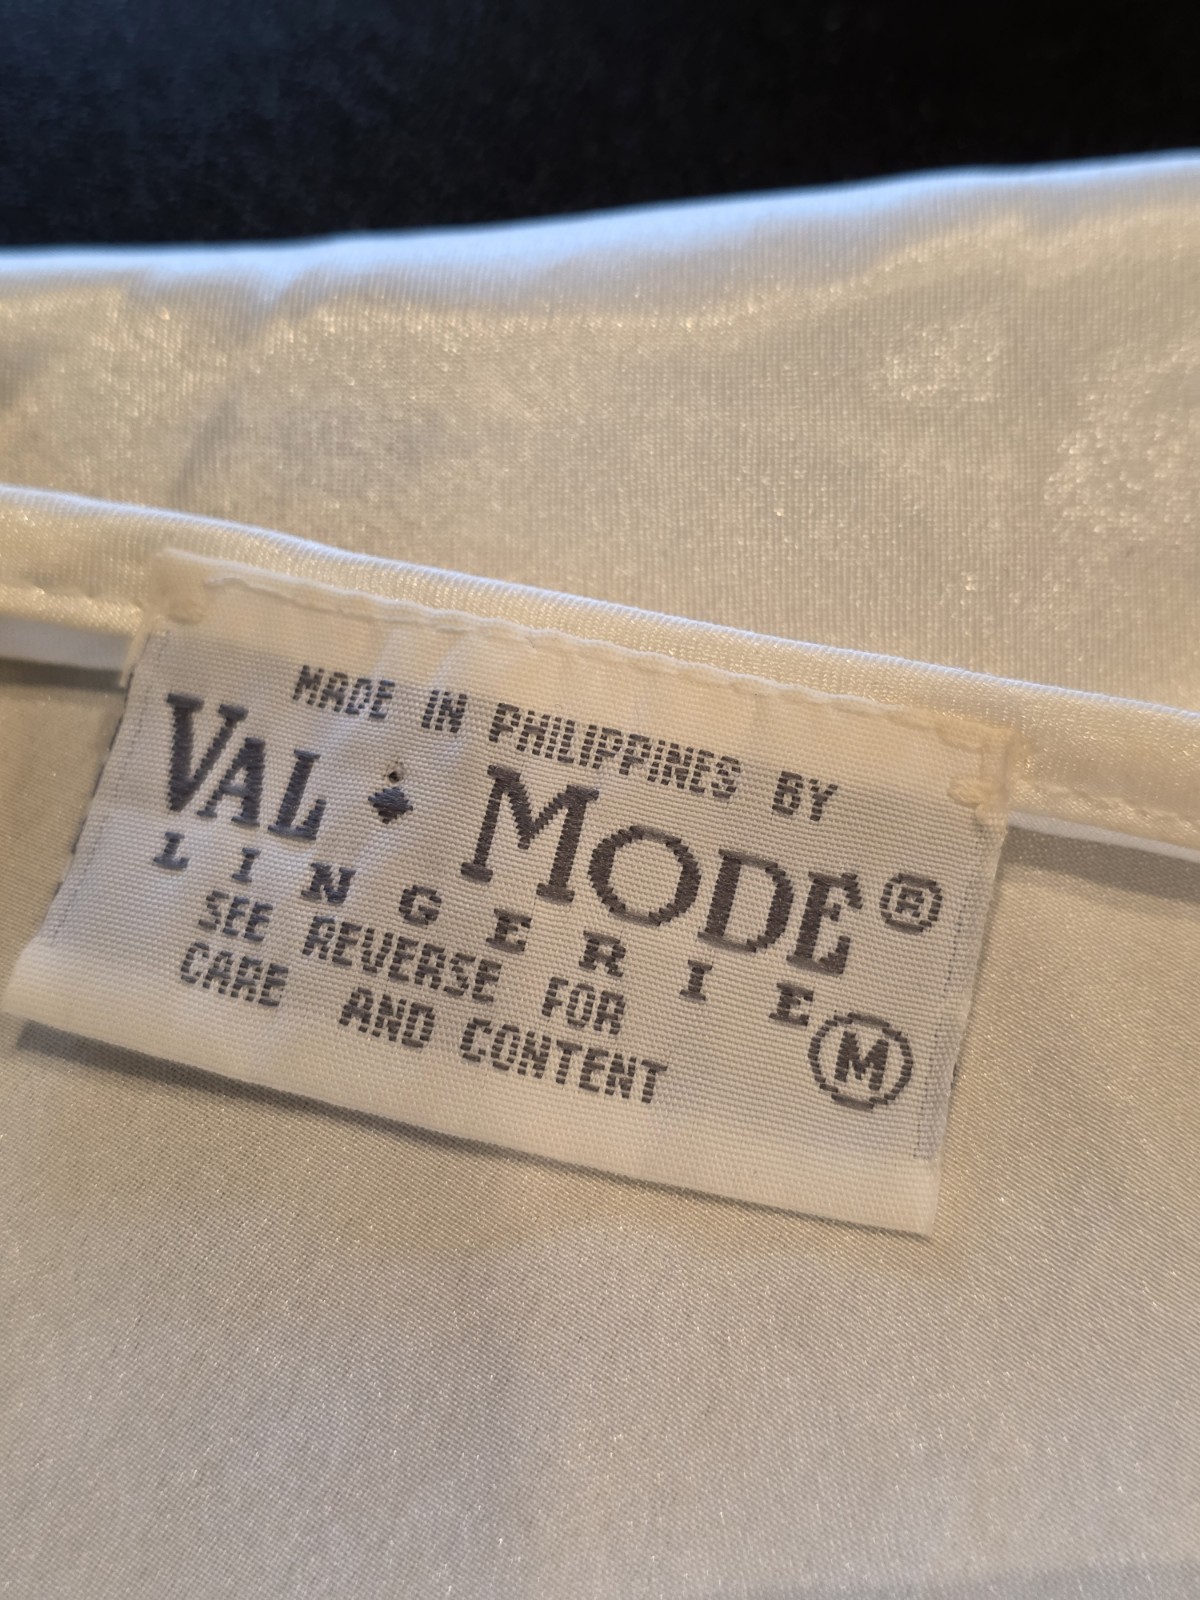 MADE IN PHILIPPINES BY
VAL MODE®
LINGERIE
SEE REVERSE FOR
CARE AND CONTENT
M